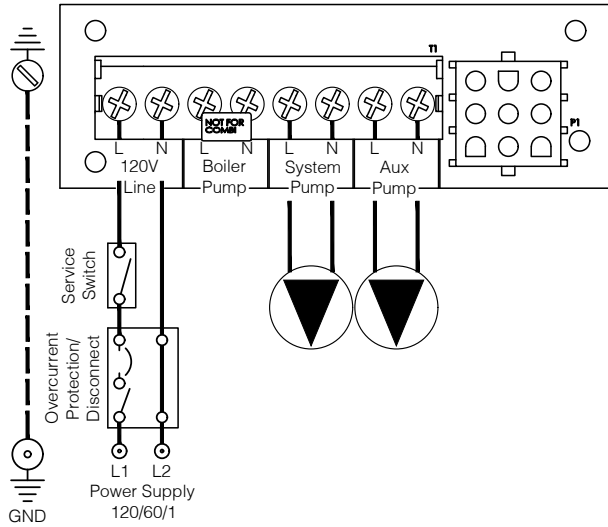 T1
NOT FOR
COMBI
P1
L N L N L N L N
120V
Line
Boiler
Pump
System
Pump
Aux
Pump
Service
Switch
Overcurrent
Protection/
Disconnect
L1 L2
Power Supply
120/60/1
GND